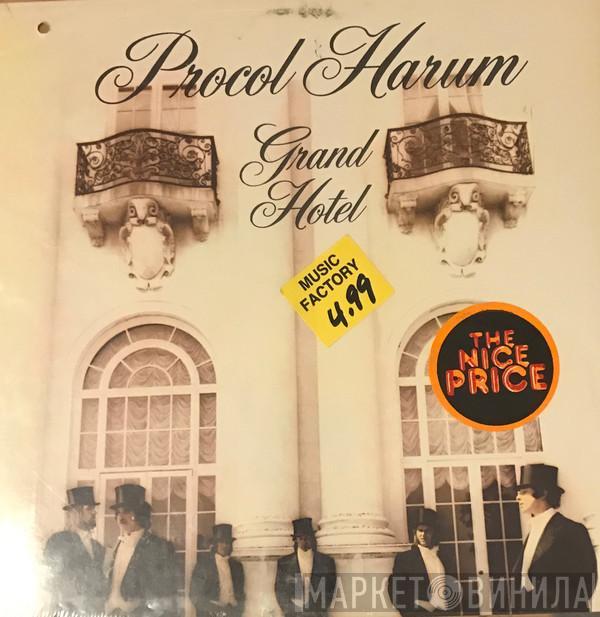 Procol Harum
Grand
Hotel
MUSIC
FACTORY
4.99
THE
NICE
PRICE
МАРКЕТ ВИНИЛА